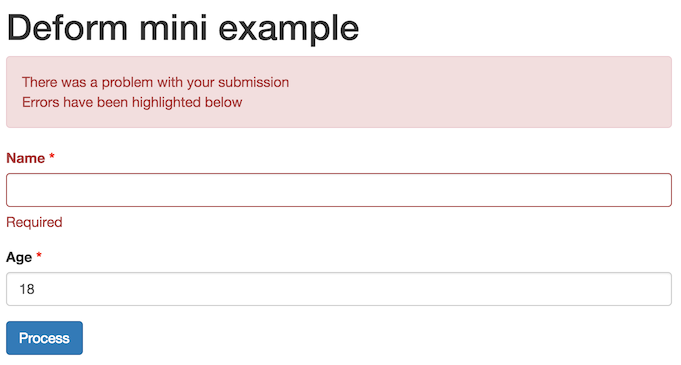 Deform mini example
There was a problem with your submission
Errors have been highlighted below
Name *
Required
Age *
18
Process